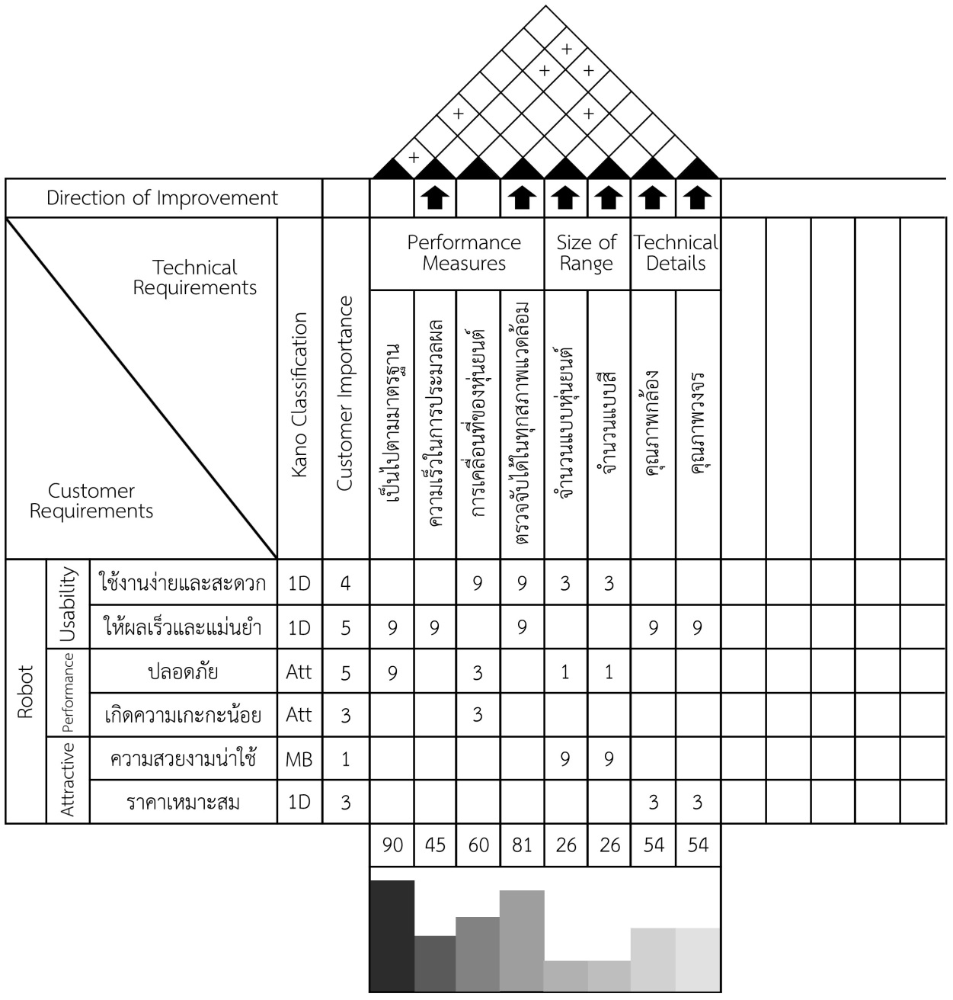 +
+ +
+ +
+
Direction of Improvement
Technical
Requirements
Customer
Requirements
Kano Classification
Customer Importance
Performance
Measures
Size of
Range
Technical
Details
เป็นไปตามมาตรฐาน
ความเร็วในการประมวลผล
การเคลื่อนที่ของหุ่นยนต์
ตรวจจับได้ในทุกสภาพแวดล้อม
จำนวนแบบหุ่นยนต์
จำนวนแบบสี
คุณภาพกล้อง
คุณภาพวงจร
Robot
Usability
ใช้งานง่ายและสะดวก 1D 4 9 9 3 3
ให้ผลเร็วและแม่นยำ 1D 5 9 9 9 9 9
Performance
ปลอดภัย Att 5 9 3 1 1
เกิดความเกะกะน้อย Att 3 3
Attractive
ความสวยงามน่าใช้ MB 1 9 9
ราคาเหมาะสม 1D 3 3 3
90 45 60 81 26 26 54 54